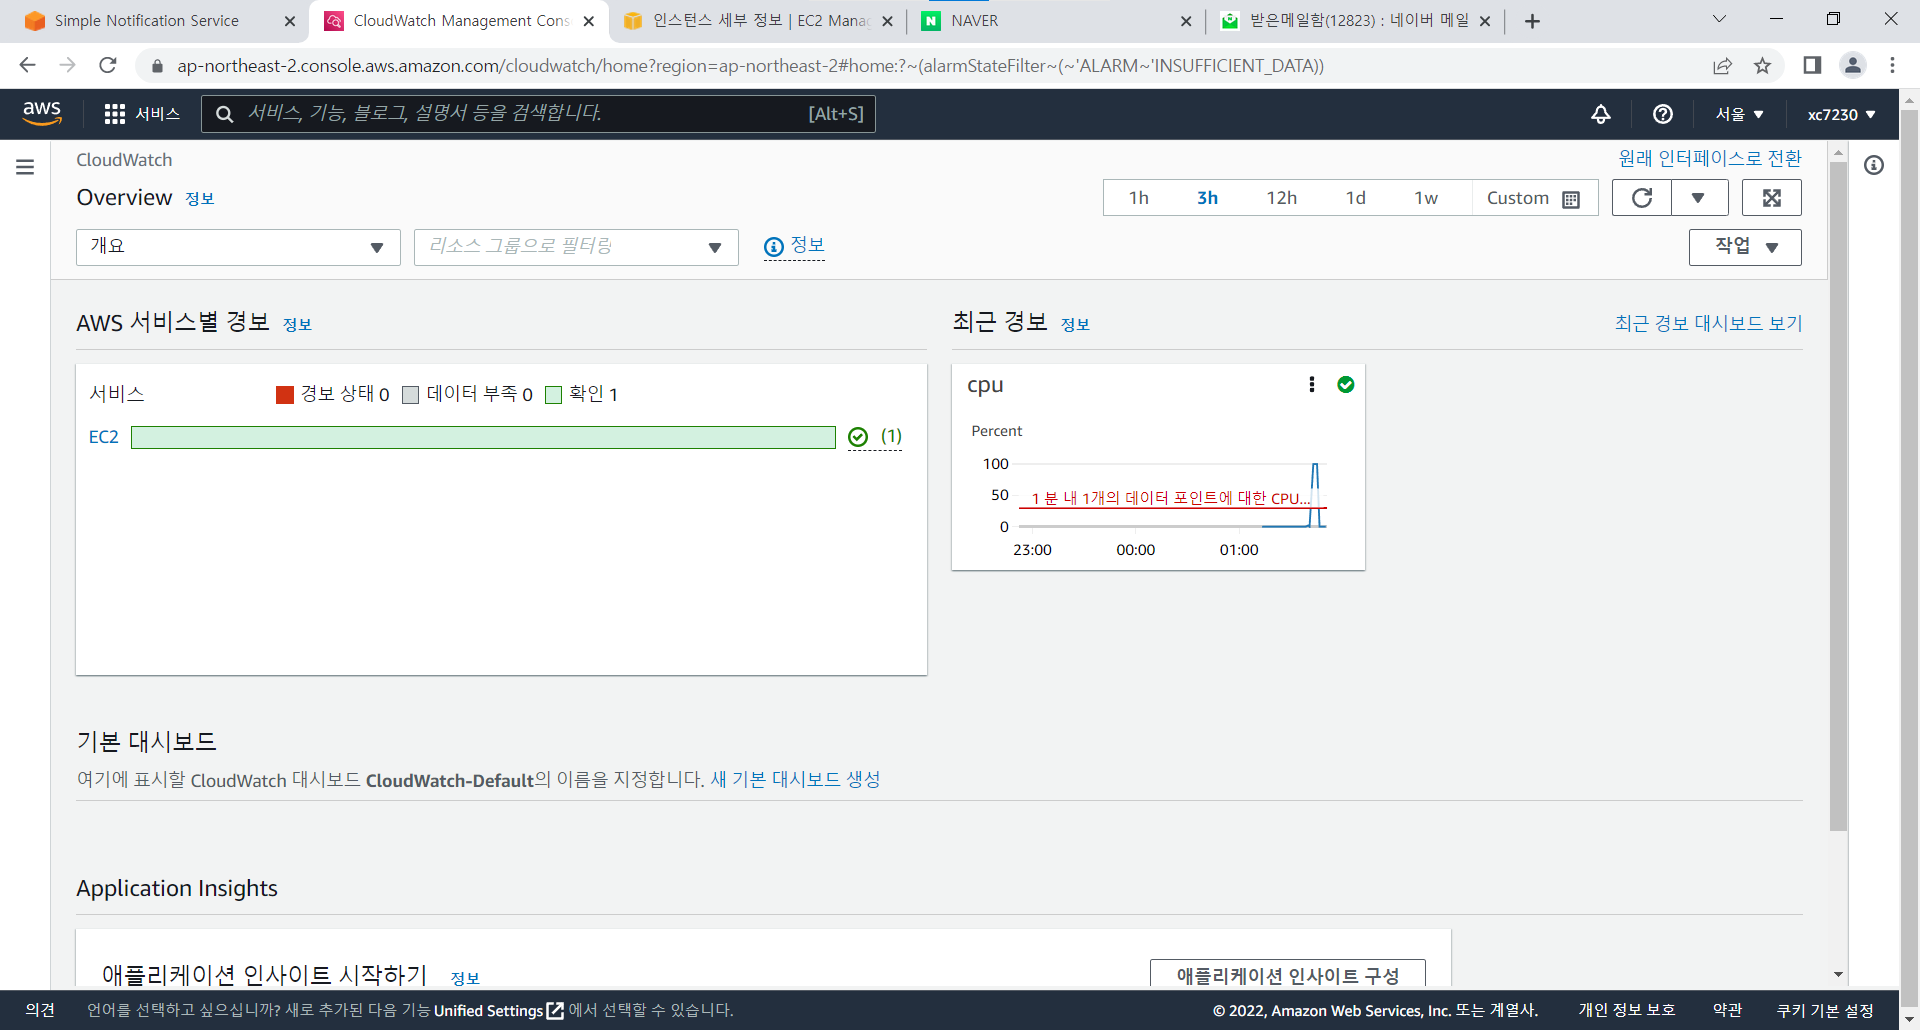 Simple Notification Service
CloudWatch Management Cons
인스턴스 세부 정보 | EC2 Manag
NAVER
받은메일함(12823) : 네이버 메일
ap-northeast-2.console.aws.amazon.com/cloudwatch/home?region=ap-northeast-2#home:?~(alarmStateFilter~(~'ALARM~'INSUFFICIENT_DATA))
aws
서비스
서비스, 기능, 블로그, 설명서 등을 검색합니다.
[Alt+S]
서울
xc7230
CloudWatch
원래 인터페이스로 전환
Overview 정보
1h 3h 12h 1d 1w Custom
개요
리소스 그룹으로 필터링
정보
작업
AWS 서비스별 경보 정보
서비스
경보 상태 0 데이터 부족 0 확인 1
EC2 (1)
최근 경보 정보
최근 경보 대시보드 보기
cpu
Percent
100
1 분 내 1개의 데이터 포인트에 대한 CPU...
50
0
23:00 00:00 01:00
기본 대시보드
여기에 표시할 CloudWatch 대시보드 CloudWatch-Default의 이름을 지정합니다. 새 기본 대시보드 생성
Application Insights
애플리케이션 인사이트 시작하기 정보
애플리케이션 인사이트 구성
의견
언어를 선택하고 싶으십니까? 새로 추가된 다음 기능 Unified Settings 에서 선택할 수 있습니다.
© 2022, Amazon Web Services, Inc. 또는 계열사.
개인 정보 보호
약관
쿠키 기본 설정